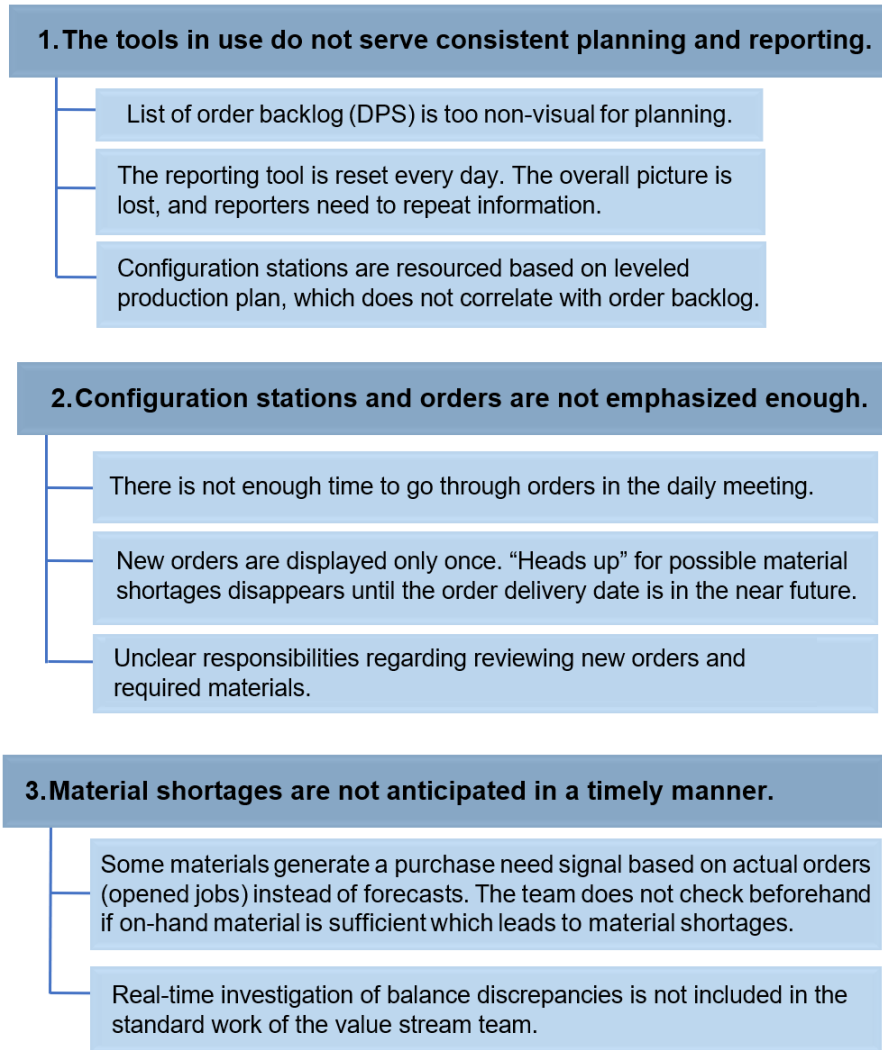 1. The tools in use do not serve consistent planning and reporting.
List of order backlog (DPS) is too non-visual for planning.
The reporting tool is reset every day. The overall picture is
lost, and reporters need to repeat information.
Configuration stations are resourced based on leveled
production plan, which does not correlate with order backlog.
2. Configuration stations and orders are not emphasized enough.
There is not enough time to go through orders in the daily meeting.
New orders are displayed only once. “Heads up” for possible material
shortages disappears until the order delivery date is in the near future.
Unclear responsibilities regarding reviewing new orders and
required materials.
3. Material shortages are not anticipated in a timely manner.
Some materials generate a purchase need signal based on actual orders
(opened jobs) instead of forecasts. The team does not check beforehand
if on-hand material is sufficient which leads to material shortages.
Real-time investigation of balance discrepancies is not included in the
standard work of the value stream team.